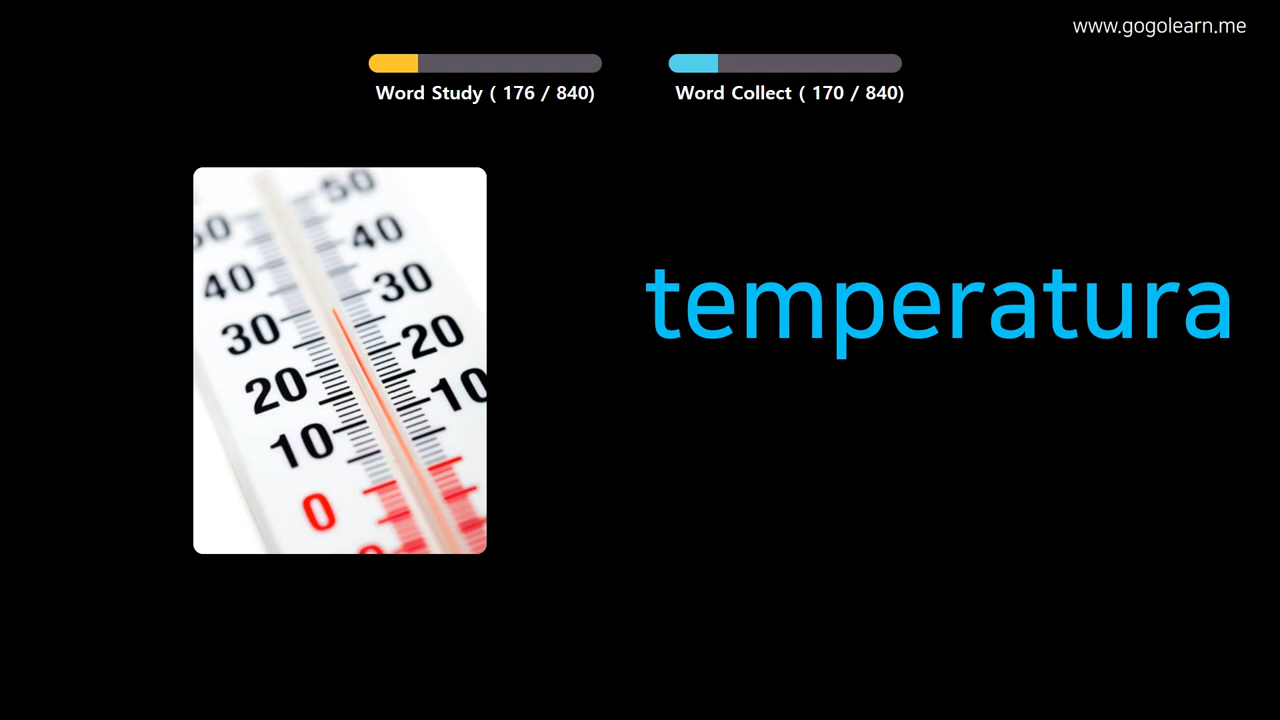 www.gogolearn.me
Word Study ( 176 / 840)
Word Collect ( 170 / 840)
50
40
40
30
30
20
20
10
10
0
temperatura